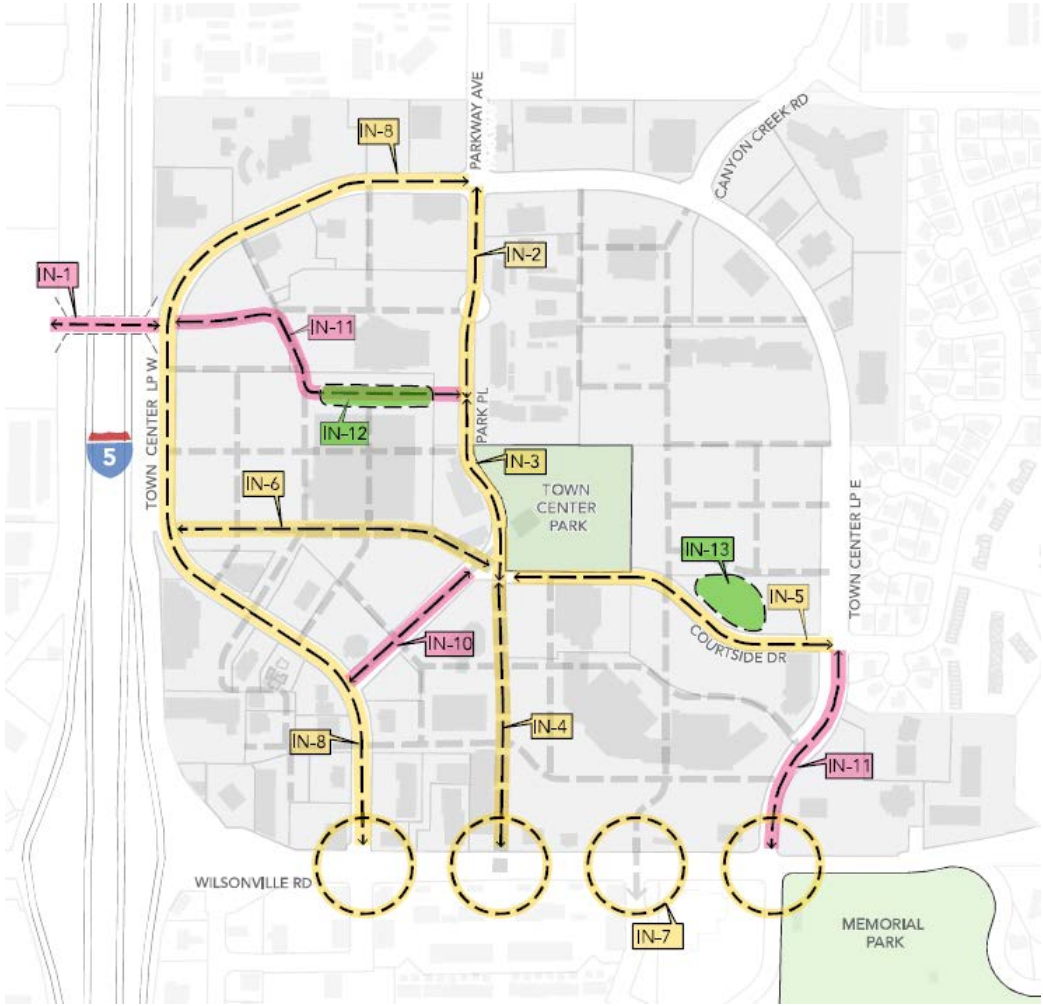 PARKWAY AVE
CANYON CREEK RD
IN-8
IN-2
IN-1
IN-11
TOWN CENTER LP W
PARK PL
IN-12
5
IN-3
IN-6
TOWN
CENTER
PARK
IN-13
IN-5
TOWN CENTER LP E
COURTSIDE DR
IN-10
IN-4
IN-8
IN-11
WILSONVILLE RD
IN-7
MEMORIAL
PARK